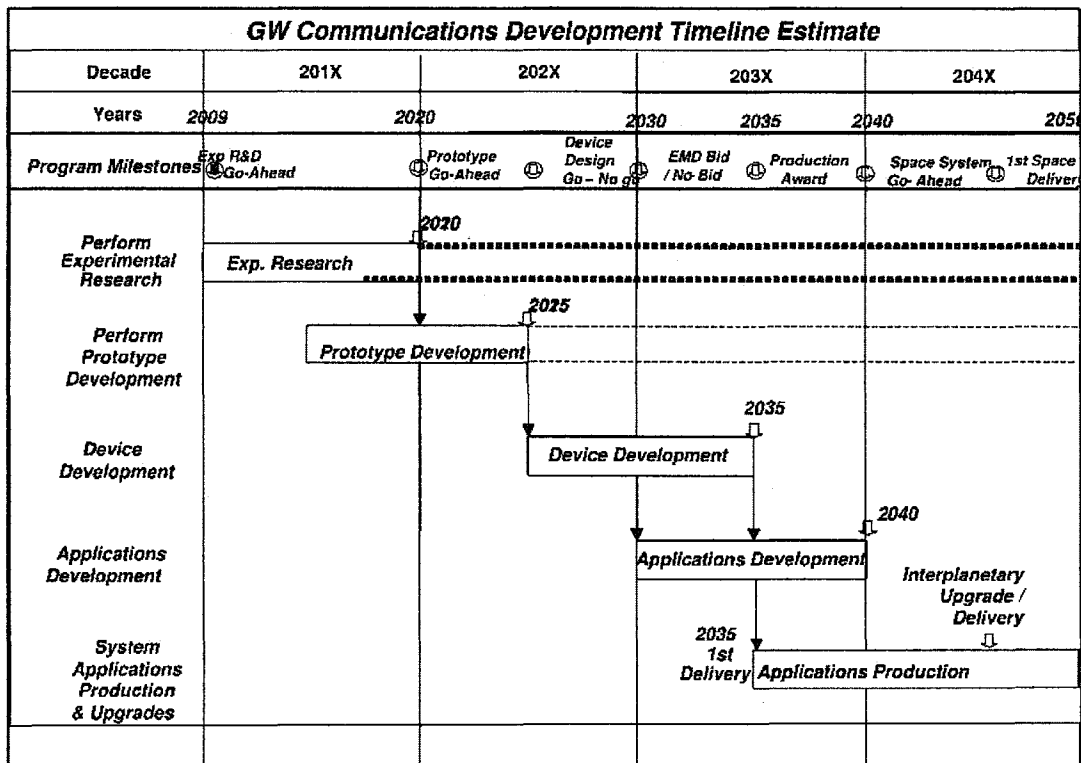 GW Communications Development Timeline Estimate
Decade 201X 202X 203X 204X
Years 2009 2020 2030 2035 2040 205
Program Milestones
Exp R&D
Go-Ahead
Prototype
Go-Ahead
Device
Design
Go – No go
EMD Bid
/ No Bid
Production
Award
Space System
Go- Ahead
1st Space
Delivery
Perform
Experimental
Research
2020
Exp. Research
Perform
Prototype
Development
2025
Prototype Development
Device
Development
2035
Device Development
Applications
Development
2040
Applications Development
Interplanetary
Upgrade /
Delivery
System
Applications
Production
& Upgrades
2035
1st
Delivery
Applications Production